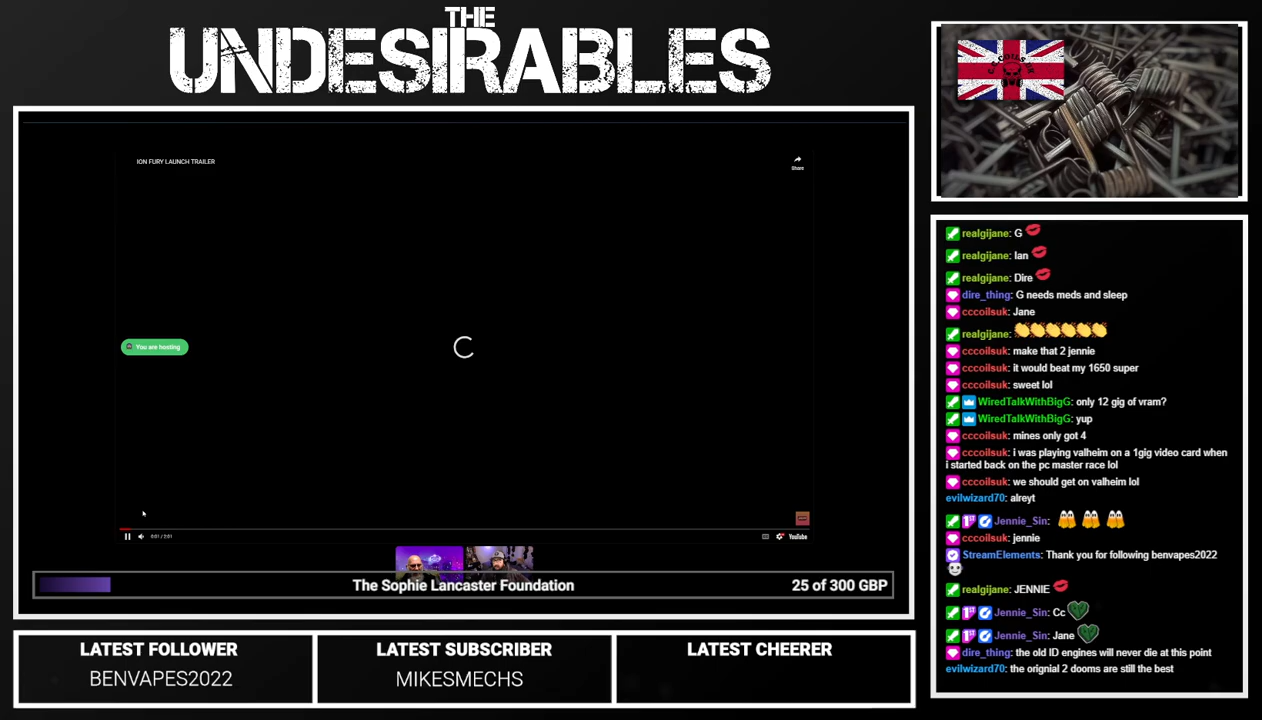 THE
UNDESIRABLES
ION FURY LAUNCH TRAILER
Share
You are hosting
0:01 / 2:01
YouTube
The Sophie Lancaster Foundation
25 of 300 GBP
LATEST FOLLOWER
BENVAPES2022
LATEST SUBSCRIBER
MIKESMECHS
LATEST CHEERER
realgijane: G
realgijane: Ian
realgijane: Dire
dire_thing: G needs meds and sleep
cccoilsuk: Jane
realgijane:
cccoilsuk: make that 2 jennie
cccoilsuk: it would beat my 1650 super
cccoilsuk: sweet lol
WiredTalkWithBigG: only 12 gig of vram?
WiredTalkWithBigG: yup
cccoilsuk: mines only got 4
cccoilsuk: i was playing valheim on a 1gig video card when
i started back on the pc master race lol
cccoilsuk: we should get on valheim lol
evilwizard70: alreyt
Jennie_Sin:
cccoilsuk: jennie
StreamElements: Thank you for following benvapes2022
realgijane: JENNIE
Jennie_Sin: Cc
Jennie_Sin: Jane
dire_thing: the old ID engines will never die at this point
evilwizard70: the orignial 2 dooms are still the best